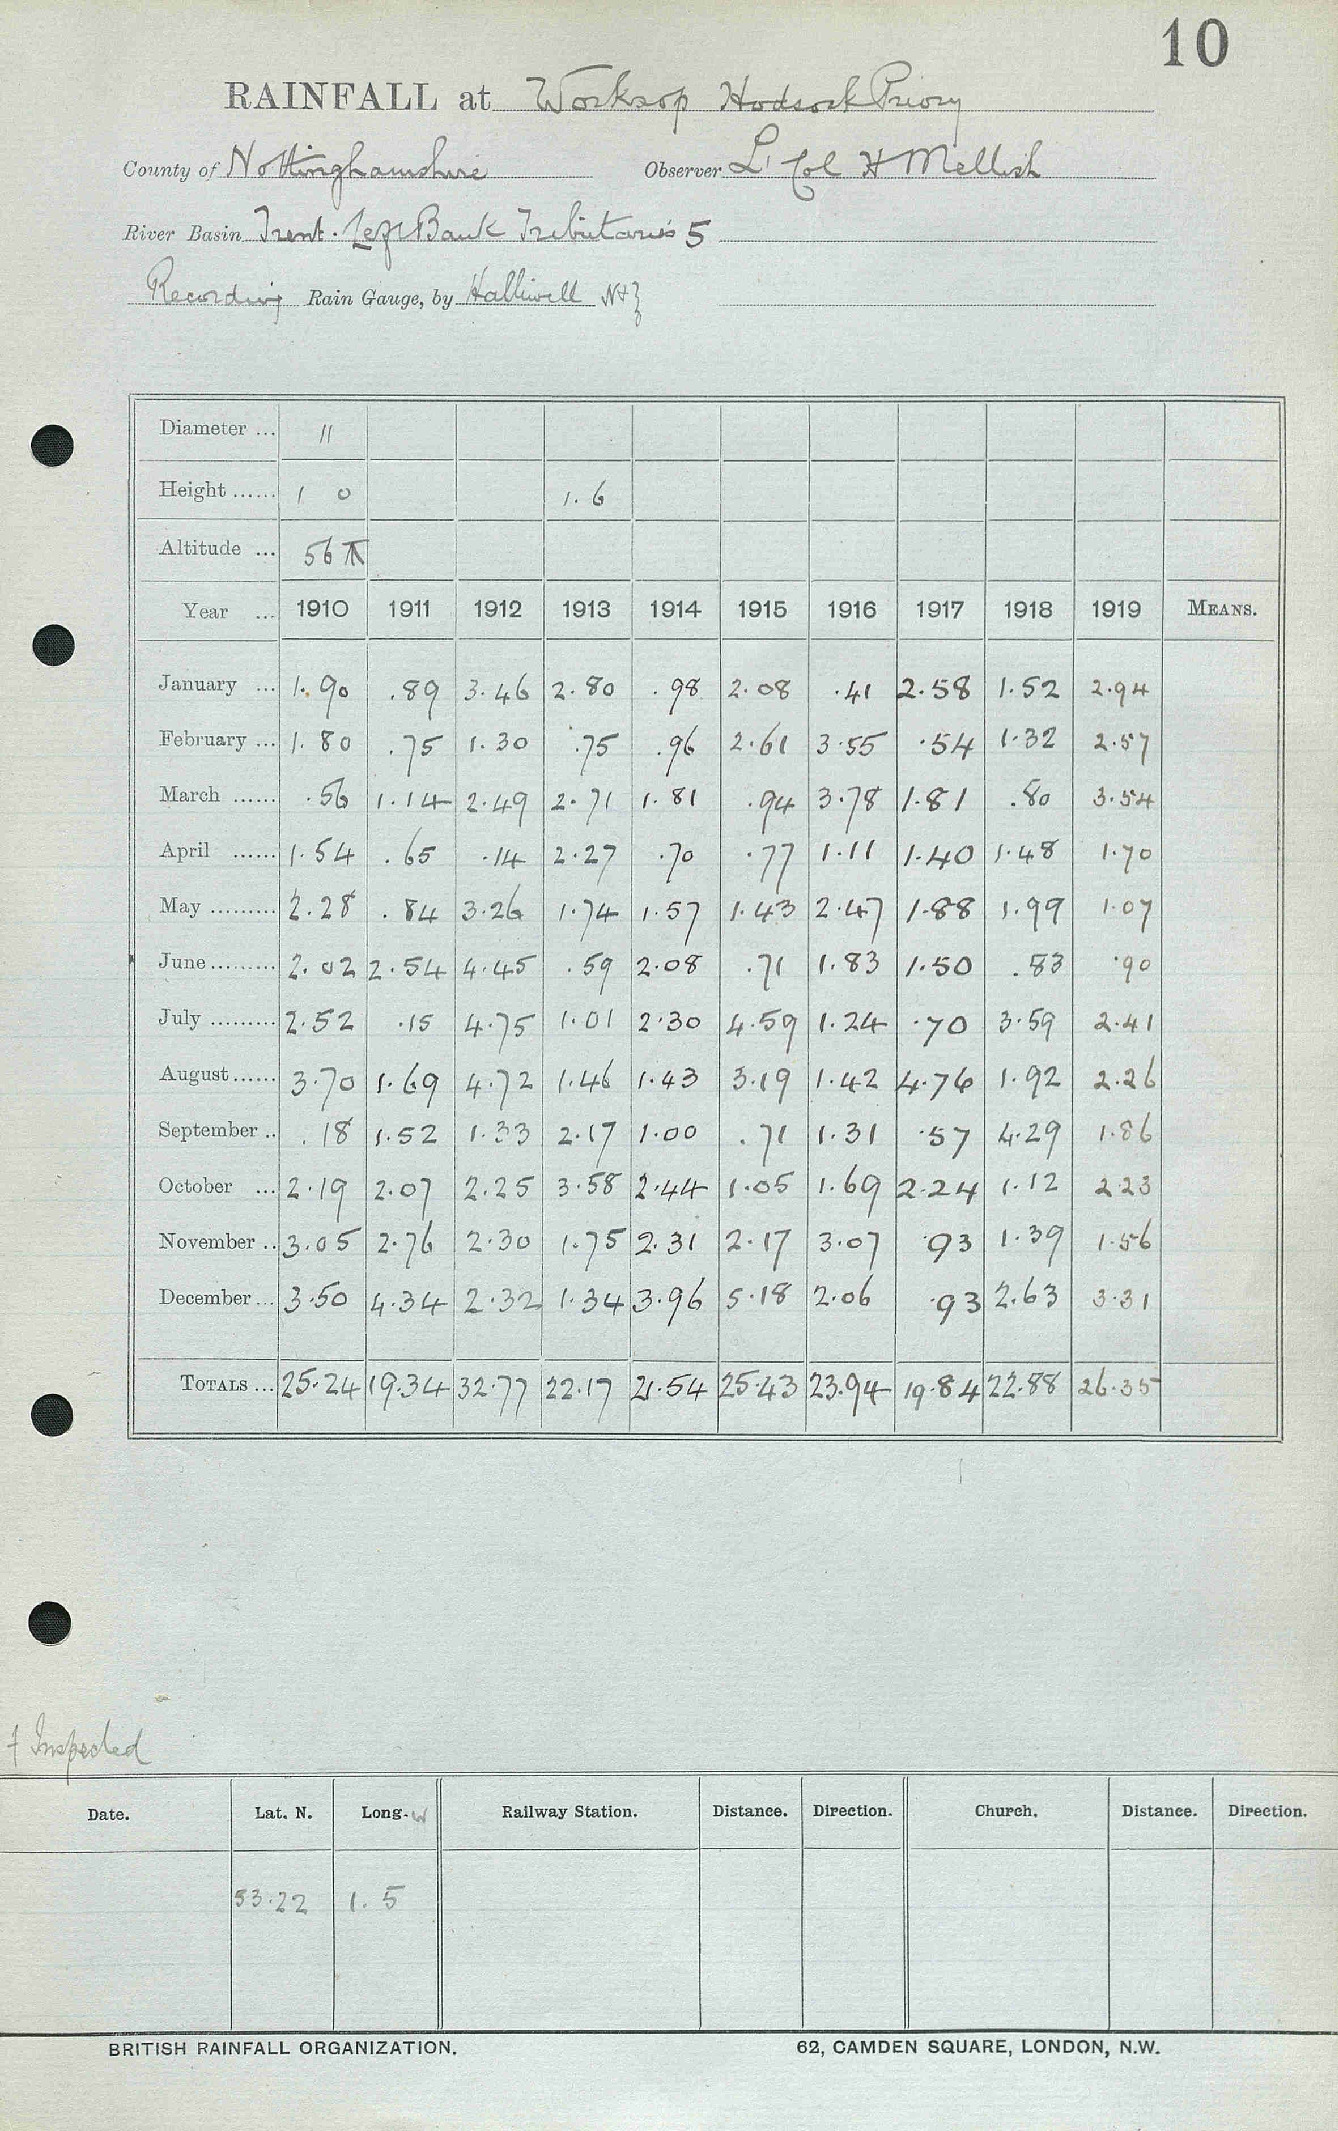 10
RAINFALL at Worksop Hodsock Priory
County of Nottinghamshire Observer Lt Col H Mellish
River Basin Trent. Left Bank Tributaries 5
Recording Rain Gauge, by Halliwell
Diameter ... 11
Height ...... 1 0 1.6
Altitude ... 56
Year ... 1910 1911 1912 1913 1914 1915 1916 1917 1918 1919 MEANS.
January ... 1.90 .89 3.46 2.80 .98 2.08 .41 2.58 1.52 2.94
February ... 1.80 .75 1.30 .75 .96 2.61 3.55 .54 1.32 2.57
March ...... .56 1.14 2.49 2.71 1.81 .94 3.78 1.81 .80 3.54
April ...... 1.54 .65 .14 2.27 .70 .77 1.11 1.40 1.48 1.70
May ......... 2.28 .84 3.26 1.74 1.57 1.43 2.47 1.88 1.99 1.07
June ......... 2.02 2.54 4.45 .59 2.08 .71 1.83 1.50 .83 .90
July ......... 2.52 .15 4.75 1.01 2.30 4.59 1.24 .70 3.59 2.41
August ...... 3.70 1.69 4.72 1.46 1.43 3.19 1.42 4.76 1.92 2.26
September .. .18 1.52 1.33 2.17 1.00 .71 1.31 .57 4.29 1.86
October ... 2.19 2.07 2.25 3.58 2.44 1.05 1.69 2.24 1.12 2.23
November .. 3.05 2.76 2.30 1.75 2.31 2.17 3.07 .93 1.39 1.56
December ... 3.50 4.34 2.32 1.34 3.96 5.18 2.06 .93 2.63 3.31
TOTALS ... 25.24 19.34 32.77 22.17 21.54 25.43 23.94 19.84 22.88 26.35
† Inspected
Date. Lat. N. Long. W Railway Station. Distance. Direction. Church. Distance. Direction.
53.22 1. 5
BRITISH RAINFALL ORGANIZATION. 62, CAMDEN SQUARE, LONDON, N.W.